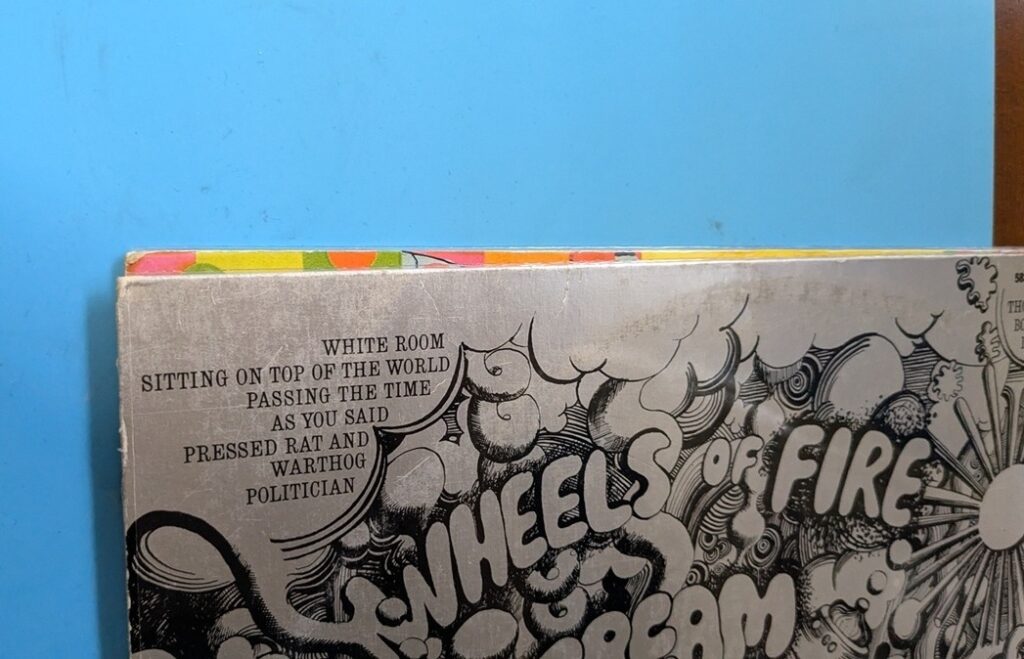 WHITE ROOM
SITTING ON TOP OF THE WORLD
PASSING THE TIME
AS YOU SAID
PRESSED RAT AND
WARTHOG
POLITICIAN
WHEELS OF FIRE